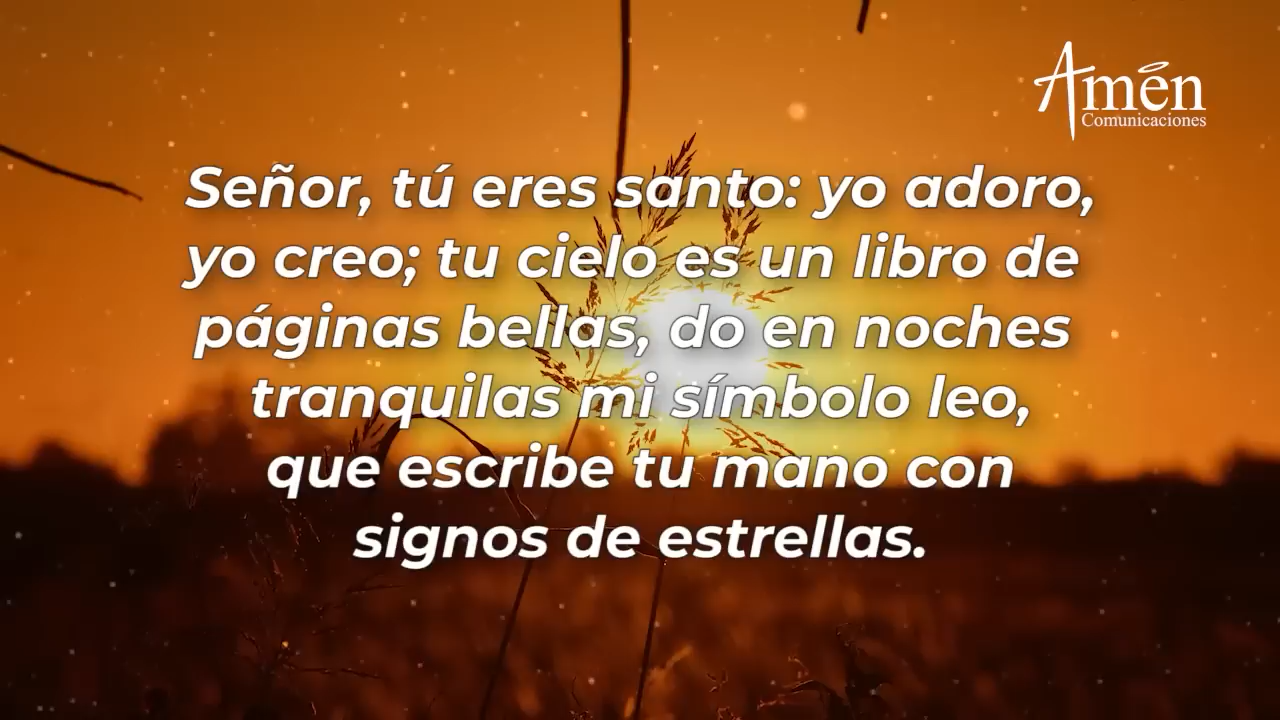 Amén
Comunicaciones
Señor, tú eres santo: yo adoro,
yo creo; tu cielo es un libro de
páginas bellas, do en noches
tranquilas mi símbolo leo,
que escribe tu mano con
signos de estrellas.